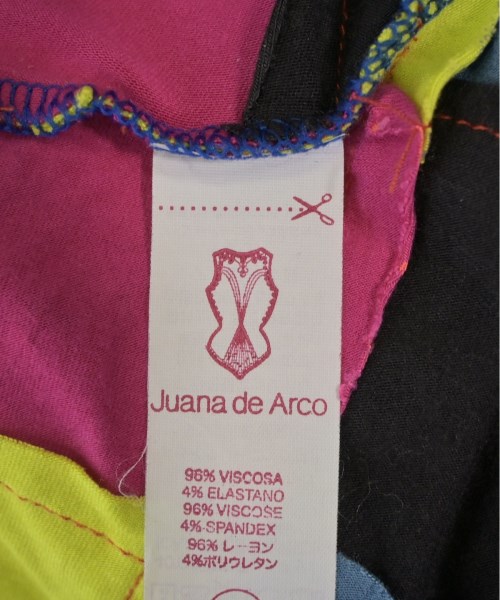 Juana de Arco
96% VISCOSA
4% ELASTANO
96% VISCOSE
4% SPANDEX
96% レーヨン
4%ポリウレタン